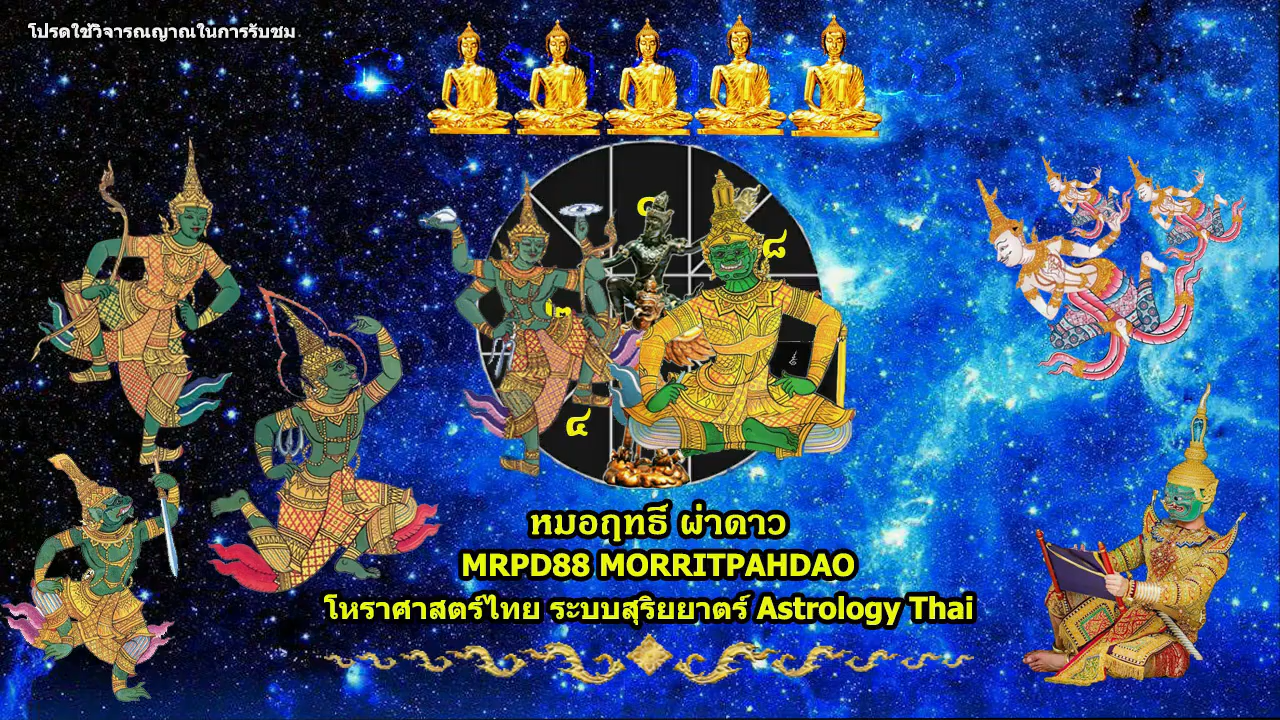 โปรดใช้วิจารณญาณในการรับชม
๘
๔
หมอฤทธิ์ ผ่าดาว
MRPD88 MORRITPAHDAO
โหราศาสตร์ไทย ระบบสุริยยาตร์ Astrology Thai